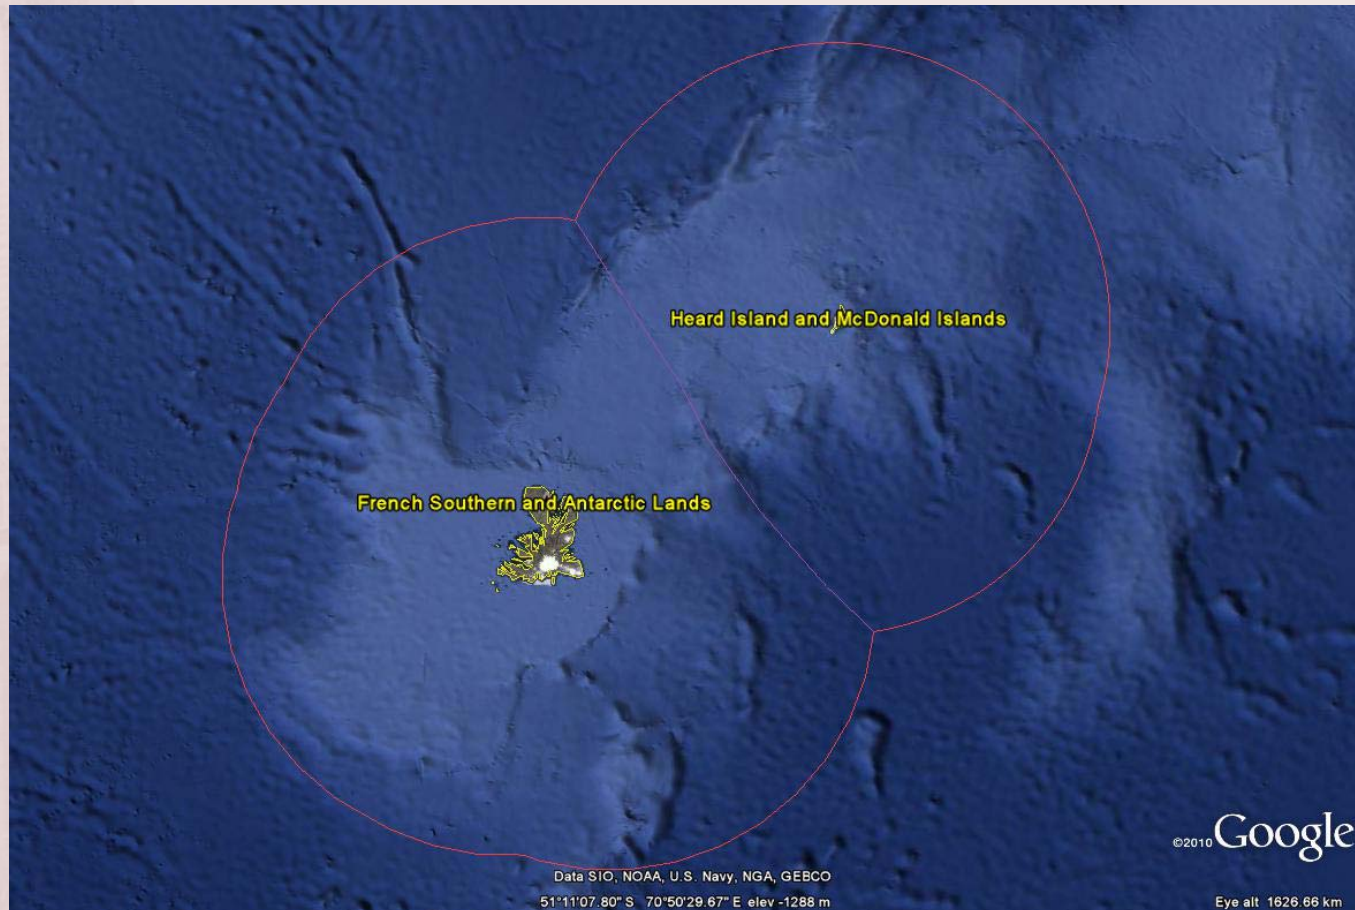 Heard Island and McDonald Islands
French Southern and Antarctic Lands
©2010 Google
Data SIO, NOAA, U.S. Navy, NGA, GEBCO
51°11'07.80" S 70°50'29.67" E elev -1288 m
Eye alt 1626.66 km